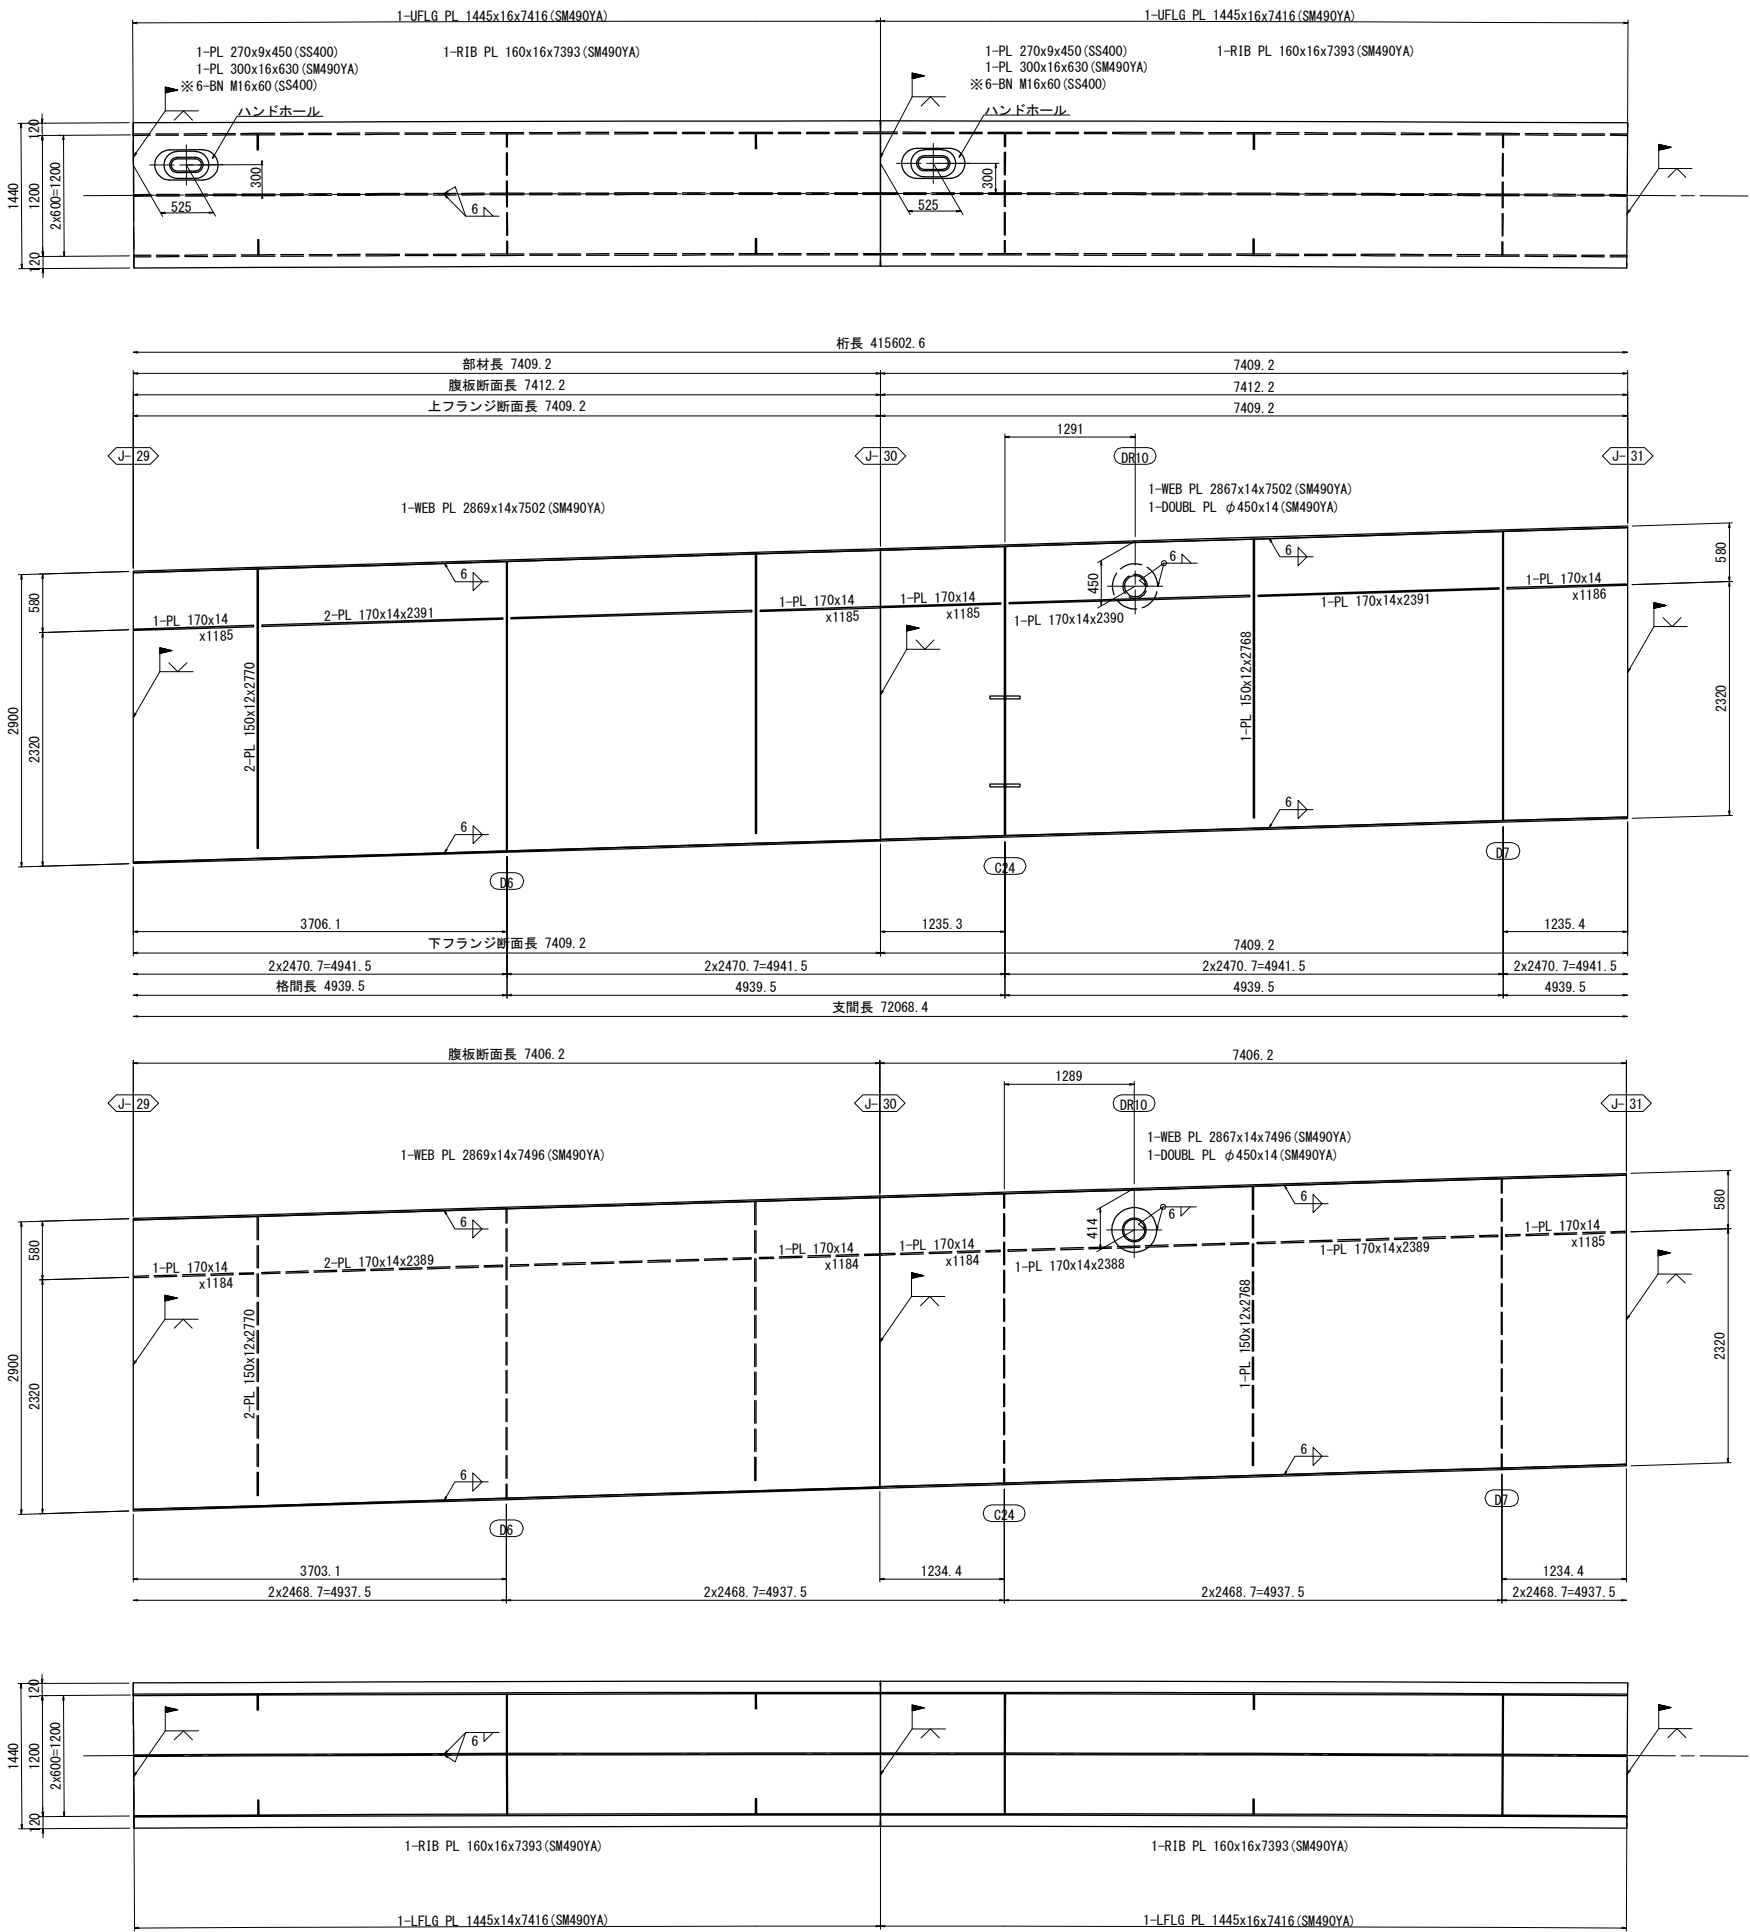 1-UFLG PL 1445x16x7416(SM490YA)
1-UFLG PL 1445x16x7416(SM490YA)
1-PL 270x9x450(SS400)
1-RIB PL 160x16x7393(SM490YA)
1-PL 300x16x630(SM490YA)
※6-BN M16x60(SS400)
ハンドホール
1-PL 270x9x450(SS400)
1-RIB PL 160x16x7393(SM490YA)
1-PL 300x16x630(SM490YA)
※6-BN M16x60(SS400)
ハンドホール
1440
120
1200
120
2x600=1200
300
525
6
300
525
桁長 415602.6
部材長 7409.2
7409.2
腹板断面長 7412.2
7412.2
上フランジ断面長 7409.2
7409.2
1291
J-29
J-30
DR10
J-31
1-WEB PL 2869x14x7502(SM490YA)
1-WEB PL 2867x14x7502(SM490YA)
1-DOUBL PL φ450x14(SM490YA)
2900
580
2320
1-PL 170x14
x1185
2-PL 170x14x2391
6
1-PL 170x14
x1185
1-PL 170x14
x1185
450
6
1-PL 170x14x2390
6
1-PL 170x14x2391
1-PL 170x14
x1186
580
2320
2-PL 150x12x2770
1-PL 150x12x2768
6
6
D6
C24
D7
3706.1
1235.3
1235.4
下フランジ断面長 7409.2
7409.2
2x2470.7=4941.5
2x2470.7=4941.5
2x2470.7=4941.5
2x2470.7=4941.5
格間長 4939.5
4939.5
4939.5
4939.5
支間長 72068.4
腹板断面長 7406.2
7406.2
1289
J-29
J-30
DR10
J-31
1-WEB PL 2869x14x7496(SM490YA)
1-WEB PL 2867x14x7496(SM490YA)
1-DOUBL PL φ450x14(SM490YA)
2900
580
2320
1-PL 170x14
x1184
2-PL 170x14x2389
6
1-PL 170x14
x1184
1-PL 170x14
x1184
414
6
1-PL 170x14x2388
6
1-PL 170x14x2389
1-PL 170x14
x1185
580
2320
2-PL 150x12x2770
1-PL 150x12x2768
6
6
D6
C24
D7
3703.1
1234.4
1234.4
2x2468.7=4937.5
2x2468.7=4937.5
2x2468.7=4937.5
2x2468.7=4937.5
1440
120
1200
120
2x600=1200
6
1-RIB PL 160x16x7393(SM490YA)
1-RIB PL 160x16x7393(SM490YA)
1-LFLG PL 1445x14x7416(SM490YA)
1-LFLG PL 1445x16x7416(SM490YA)